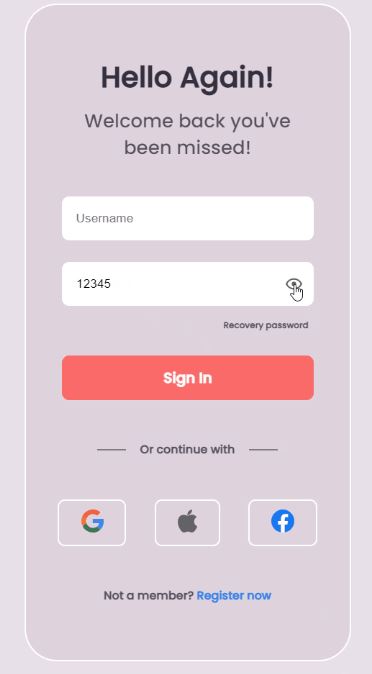 Hello Again!
Welcome back you've
been missed!
Username
12345
Recovery password
Sign In
Or continue with
Not a member? Register now